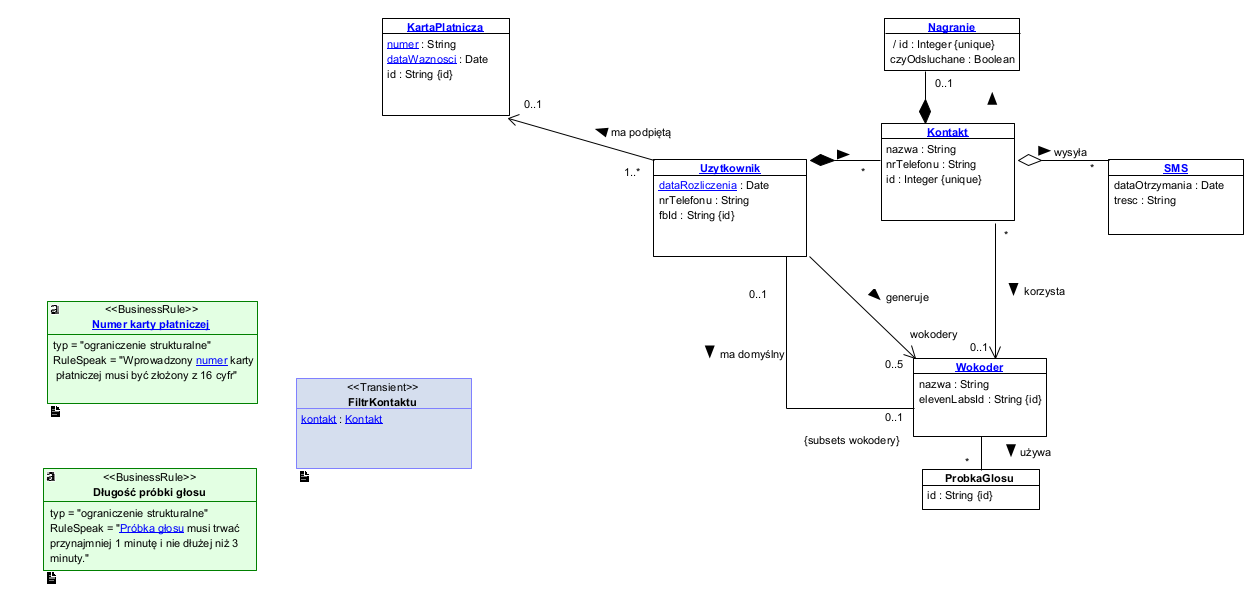 KartaPlatnicza
numer : String
dataWaznosci : Date
id : String {id}
Nagranie
/ id : Integer {unique}
czyOdsluchane : Boolean
0..1
0..1
ma podpiętą
1..*
Uzytkownik
dataRozliczenia : Date
nrTelefonu : String
fbId : String {id}
*
Kontakt
nazwa : String
nrTelefonu : String
id : Integer {unique}
wysyła
*
SMS
dataOtrzymania : Date
tresc : String
*
korzysta
0..1
generuje
wokodery
0..5
0..1
ma domyślny
0..1
{subsets wokodery}
Wokoder
nazwa : String
elevenLabsId : String {id}
używa
*
ProbkaGlosu
id : String {id}
a
<<BusinessRule>>
Numer karty płatniczej
typ = "ograniczenie strukturalne"
RuleSpeak = "Wprowadzony numer karty
płatniczej musi być złożony z 16 cyfr"
<<Transient>>
FiltrKontaktu
kontakt : Kontakt
a
<<BusinessRule>>
Długość próbki głosu
typ = "ograniczenie strukturalne"
RuleSpeak = "Próbka głosu musi trwać
przynajmniej 1 minutę i nie dłużej niż 3
minuty."